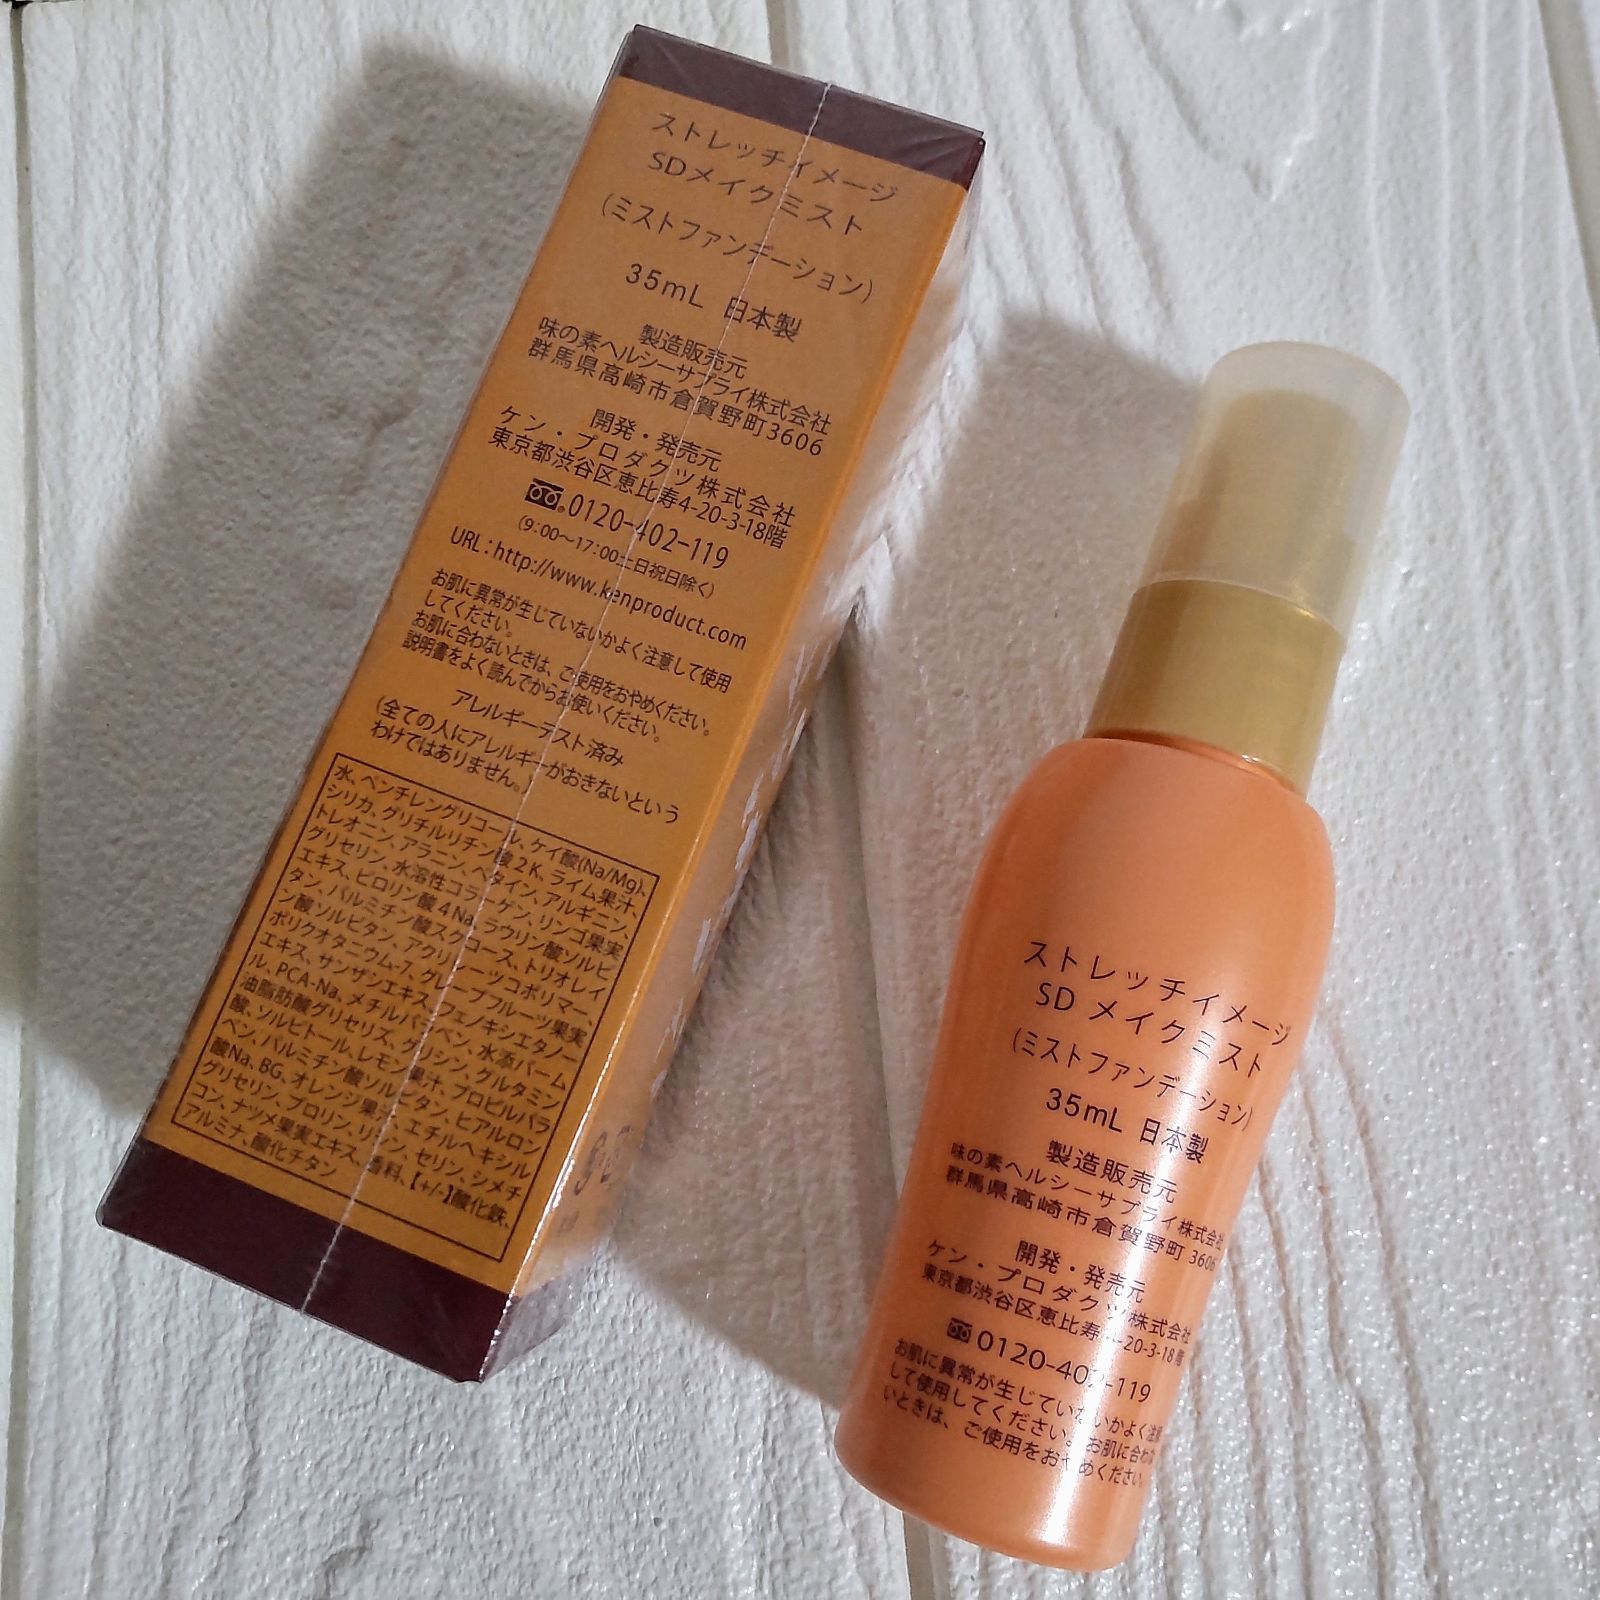 ストレッチイメージ
SDメイクミスト
(ミストファンデーション)
35mL 日本製
製造販売元
味の素ヘルシーサプライ株式会社
群馬県高崎市倉賀野町3606
開発・発売元
ケン・プロダクツ株式会社
東京都渋谷区恵比寿4-20-3-18階
0120-402-119
(9:00～17:00土日祝日除く)
URL:http://www.kenproduct.com
お肌に異常が生じていないかよく注意して使用
してください。
お肌に合わないときは、ご使用をおやめください。
説明書をよく読んでからお使いください。
アレルギーテスト済み
(全ての人にアレルギーがおきないという
わけではありません。)
水、ペンチレングリコール、ケイ酸(Na/Mg)、
シリカ、グリチルリチン酸2K、ライム果汁、
トレオニン、アラニン、ベタイン、アルギニン、
グリセリン、水溶性コラーゲン、リンゴ果実
エキス、ピロリン酸4Na、ラウリン酸ソルビ
タン、パルミチン酸スクロース、トリオレイ
ン酸ソルビタン、アクリレーツコポリマー、
ポリクオタニウム-7、グレープフルーツ果実
エキス、サンザシエキス、フェノキシエタノー
ル、PCA-Na、メチルパラベン、水添パーム
油脂肪酸グリセリズ、グリシン、グルタミン
酸、ソルビトール、レモン果汁、プロピルパラ
ベン、パルミチン酸ソルビタン、ヒアルロン
酸Na、BG、オレンジ果汁、エチルヘキシル
グリセリン、プロリン、リシン、セリン、シメチ
コン、ナツメ果実エキス、香料、【+/-】酸化鉄、
アルミナ、酸化チタン
ストレッチイメージ
SD メイクミスト
(ミストファンデーション)
35mL 日本製
製造販売元
味の素ヘルシーサプライ株式会社
群馬県高崎市倉賀野町 3606
開発・発売元
ケン・プロダクツ株式会社
東京都渋谷区恵比寿4-20-3-18階
0120-402-119
お肌に異常が生じていないかよく注意
して使用してください。お肌に合わな
いときは、ご使用をおやめください。